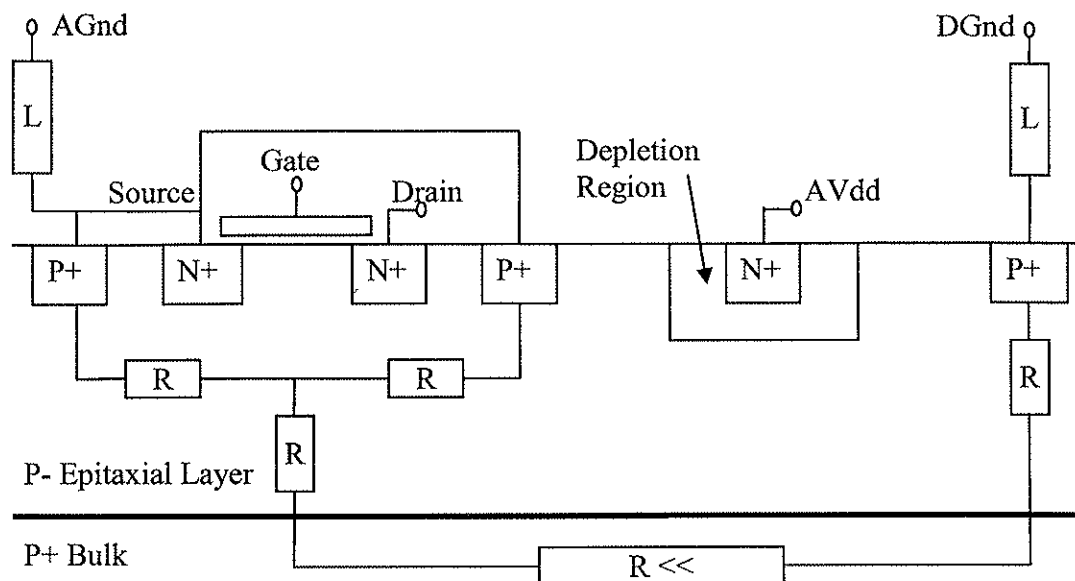 AGnd
DGnd
L
L
Gate
Depletion
Region
Source
Drain
AVdd
P+
N+
N+
P+
N+
P+
R
R
R
R
P- Epitaxial Layer
P+ Bulk
R <<